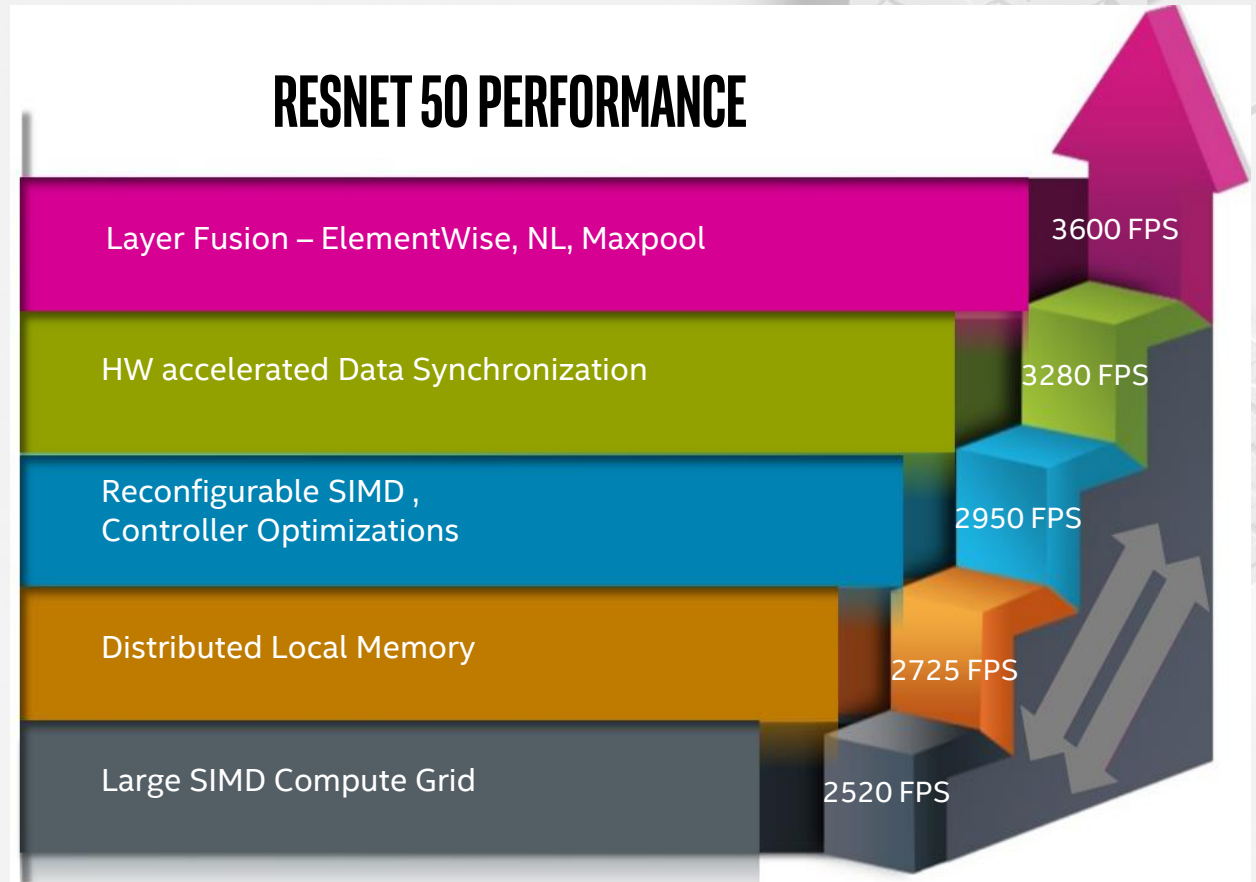 RESNET 50 PERFORMANCE
Layer Fusion – ElementWise, NL, Maxpool
3600 FPS
HW accelerated Data Synchronization
3280 FPS
Reconfigurable SIMD ,
Controller Optimizations
2950 FPS
Distributed Local Memory
2725 FPS
Large SIMD Compute Grid
2520 FPS